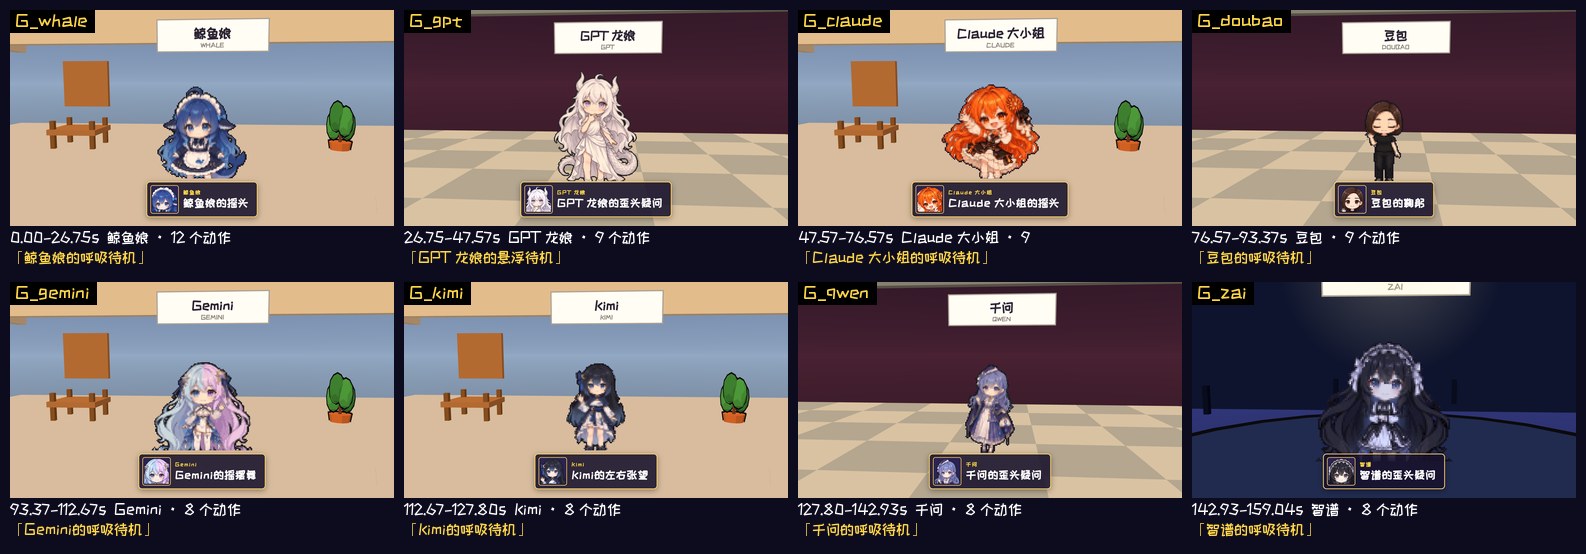 G_whale
鲸鱼娘
WHALE
鲸鱼娘
鲸鱼娘的摇头
0.00-26.75s 鲸鱼娘 · 12 个动作
「鲸鱼娘的呼吸待机」
G_gpt
GPT 龙娘
GPT
GPT 龙娘
GPT 龙娘的歪头疑问
26.75-47.57s GPT 龙娘 · 9 个动作
「GPT 龙娘的悬浮待机」
G_claude
Claude 大小姐
CLAUDE
Claude 大小姐
Claude 大小姐的摇头
47.57-76.57s Claude 大小姐 · 9
「Claude 大小姐的呼吸待机」
G_doubao
豆包
DOUBAO
豆包
豆包的鞠躬
76.57-93.37s 豆包 · 9 个动作
「豆包的呼吸待机」
G_gemini
Gemini
GEMINI
Gemini
Gemini的摇摆舞
93.37-112.67s Gemini · 8 个动作
「Gemini的呼吸待机」
G_kimi
Kimi
KIMI
Kimi
Kimi的左右张望
112.67-127.80s Kimi · 8 个动作
「Kimi的呼吸待机」
G_qwen
千问
QWEN
千问
千问的歪头疑问
127.80-142.93s 千问 · 8 个动作
「千问的呼吸待机」
G_zai
Z.AI
智谱
智谱的歪头疑问
142.93-159.04s 智谱 · 8 个动作
「智谱的呼吸待机」